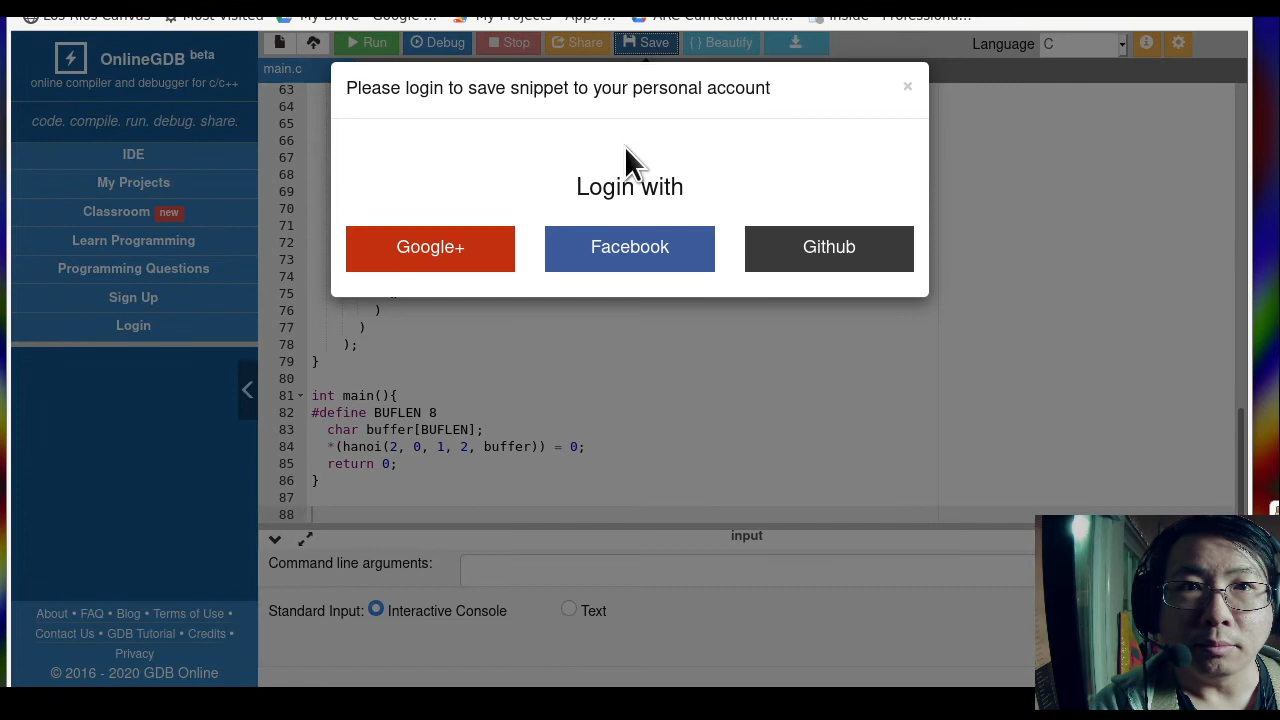 Los Rios Canvas Most Visited My Drive - Google ... My Projects - Apps ... ARC Curriculum Ha... Inside - Professiona...
OnlineGDB beta
online compiler and debugger for c/c++
code. compile. run. debug. share.
IDE
My Projects
Classroom new
Learn Programming
Programming Questions
Sign Up
Login
About • FAQ • Blog • Terms of Use •
Contact Us • GDB Tutorial • Credits •
Privacy
© 2016 - 2020 GDB Online
Run Debug Stop Share Save { } Beautify Language C
main.c
Please login to save snippet to your personal account ×
Login with
Google+ Facebook Github
63
64
65
66
67
68
69
70
71
72
73
74
75
76 )
77 )
78 );
79 }
80
81 int main(){
82 #define BUFLEN 8
83 char buffer[BUFLEN];
84 *(hanoi(2, 0, 1, 2, buffer)) = 0;
85 return 0;
86 }
87
88
input
Command line arguments:
Standard Input: Interactive Console Text